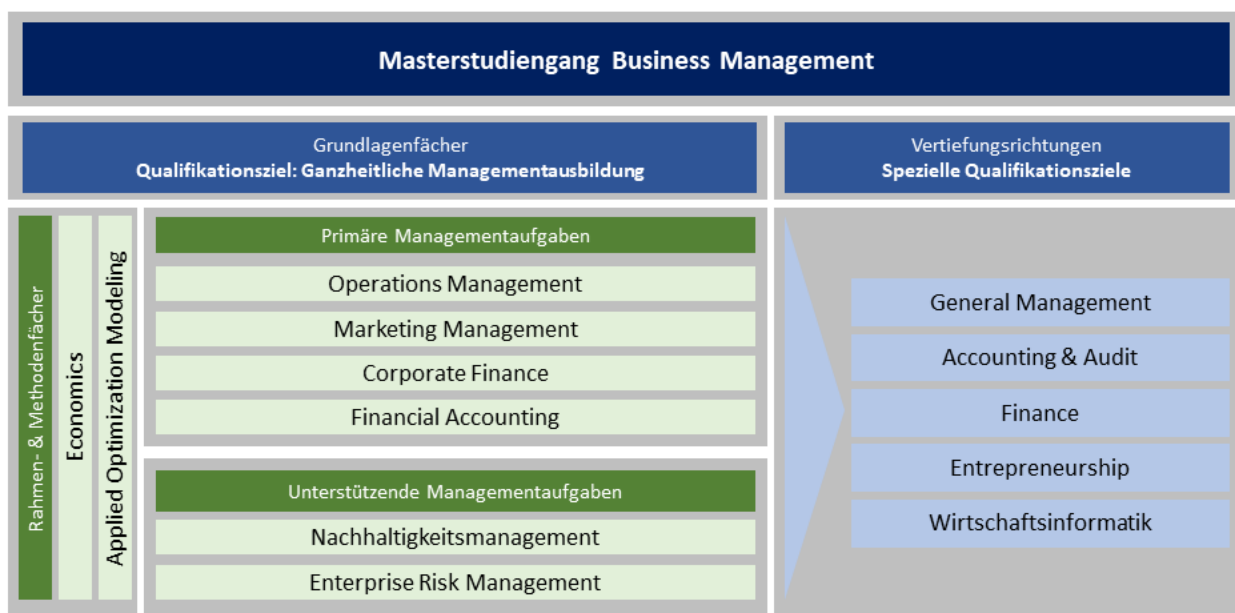 Masterstudiengang Business Management
Grundlagenfächer
Qualifikationsziel: Ganzheitliche Managementausbildung
Vertiefungsrichtungen
Spezielle Qualifikationsziele
Rahmen- & Methodenfächer
Economics
Applied Optimization Modeling
Primäre Managementaufgaben
Operations Management
Marketing Management
Corporate Finance
Financial Accounting
Unterstützende Managementaufgaben
Nachhaltigkeitsmanagement
Enterprise Risk Management
General Management
Accounting & Audit
Finance
Entrepreneurship
Wirtschaftsinformatik